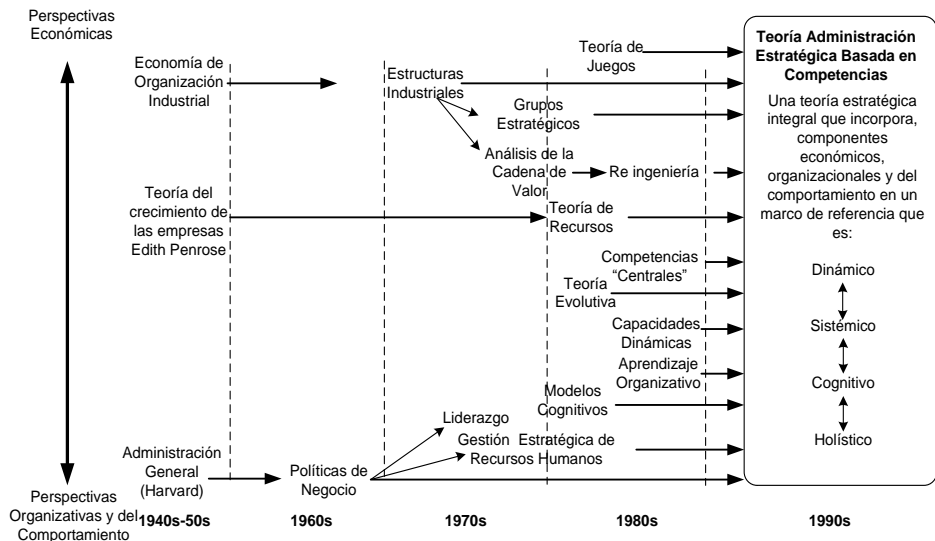 Perspectivas
Económicas
Economía de
Organización
Industrial
Estructuras
Industriales
Teoría de
Juegos
Grupos
Estratégicos
Análisis de la
Cadena de
Valor
Re ingeniería
Teoría del
crecimiento de
las empresas
Edith Penrose
Teoría de
Recursos
Competencias
“Centrales”
Teoría
Evolutiva
Capacidades
Dinámicas
Aprendizaje
Organizativo
Modelos
Cognitivos
Liderazgo
Gestión Estratégica de
Recursos Humanos
Administración
General
(Harvard)
Políticas de
Negocio
Perspectivas
Organizativas y del
Comportamiento
1940s-50s
1960s
1970s
1980s
1990s
Teoría Administración
Estratégica Basada en
Competencias
Una teoría estratégica
integral que incorpora,
componentes
económicos,
organizacionales y del
comportamiento en un
marco de referencia que
es:
Dinámico
Sistémico
Cognitivo
Holístico